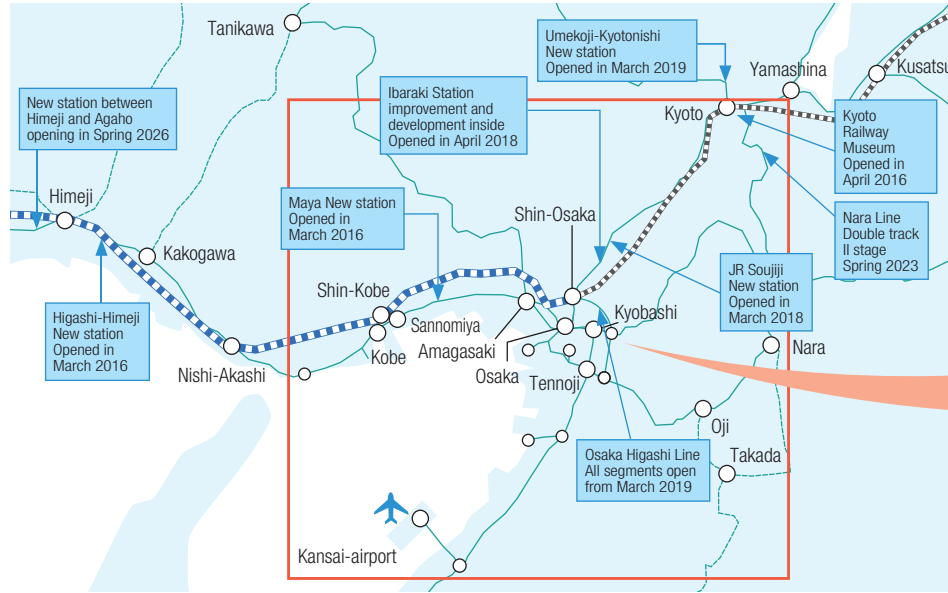 Tanikawa
Umekoji-Kyotonishi
New station
Opened in March 2019
Yamashina
Kusatsu
New station between
Himeji and Agaho
opening in Spring 2026
Ibaraki Station
improvement and
development inside
Opened in April 2018
Kyoto
Kyoto
Railway
Museum
Opened in
April 2016
Himeji
Maya New station
Opened in
March 2016
Shin-Osaka
Nara Line
Double track
II stage
Spring 2023
Kakogawa
JR Soujiji
New station
Opened in
March 2018
Shin-Kobe
Higashi-Himeji
New station
Opened in
March 2016
Sannomiya
Kyobashi
Kobe
Amagasaki
Nara
Nishi-Akashi
Osaka
Tennoji
Oji
Osaka Higashi Line
All segments open
from March 2019
Takada
Kansai-airport